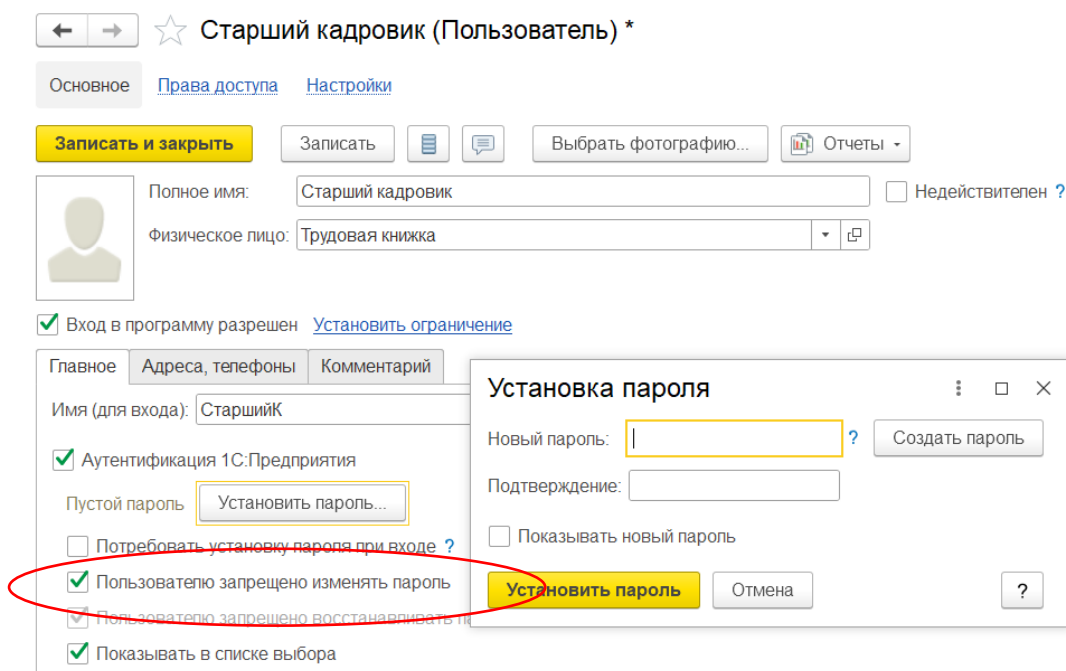 Старший кадровик (Пользователь) *
Основное Права доступа Настройки
Записать и закрыть Записать Выбрать фотографию... Отчеты
Полное имя: Старший кадровик Недействителен ?
Физическое лицо: Трудовая книжка
Вход в программу разрешен Установить ограничение
Главное Адреса, телефоны Комментарий
Имя (для входа): СтаршийК
Аутентификация 1С:Предприятия
Пустой пароль Установить пароль...
Потребовать установку пароля при входе ?
Пользователю запрещено изменять пароль
Пользователю запрещено восстанавливать
Показывать в списке выбора
Установка пароля
Новый пароль: ? Создать пароль
Подтверждение:
Показывать новый пароль
Установить пароль Отмена ?